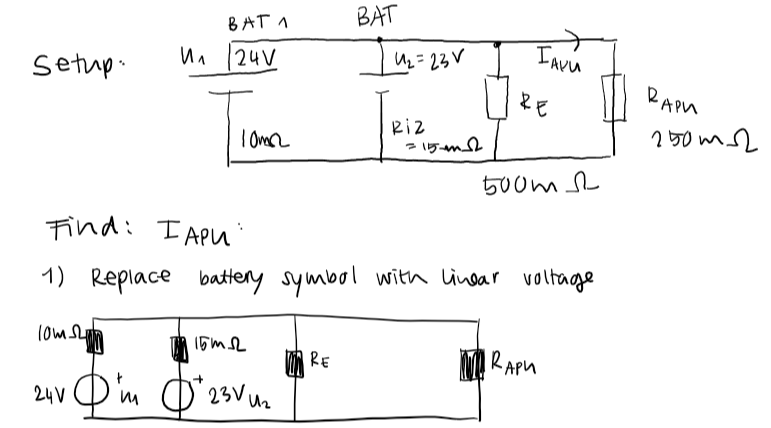 BAT 1 BAT
Setup: U1 24V U2 = 23V IAPU
RE RAPU
10mΩ Ri2 250mΩ
= 15mΩ
500mΩ
Find: IAPU:
1) Replace battery symbol with linear voltage
10mΩ 15mΩ RE RAPU
24V + U1 + 23V U2